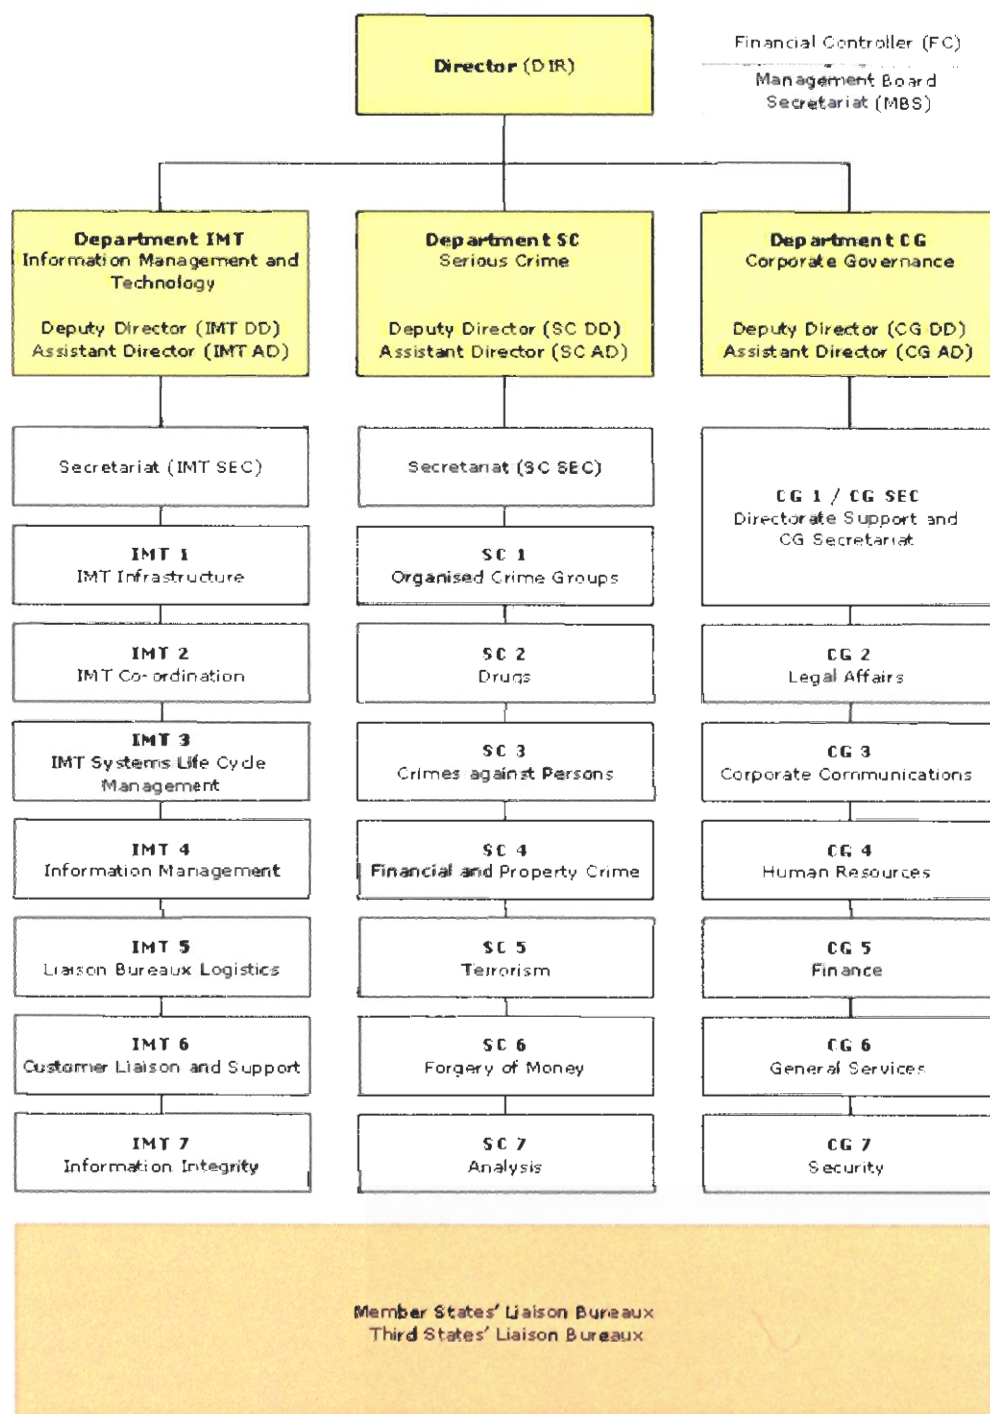 Director (DIR)
Financial Controller (FC)
Management Board
Secretariat (MBS)
Department IMT
Information Management and
Technology
Deputy Director (IMT DD)
Assistant Director (IMT AD)
Department SC
Serious Crime
Deputy Director (SC DD)
Assistant Director (SC AD)
Department CG
Corporate Governance
Deputy Director (CG DD)
Assistant Director (CG AD)
Secretariat (IMT SEC)
IMT 1
IMT Infrastructure
IMT 2
IMT Co-ordination
IMT 3
IMT Systems Life Cycle
Management
IMT 4
Information Management
IMT 5
Liaison Bureaux Logistics
IMT 6
Customer Liaison and Support
IMT 7
Information Integrity
Secretariat (SC SEC)
SC 1
Organised Crime Groups
SC 2
Drugs
SC 3
Crimes against Persons
SC 4
Financial and Property Crime
SC 5
Terrorism
SC 6
Forgery of Money
SC 7
Analysis
CG 1 / CG SEC
Directorate Support and
CG Secretariat
CG 2
Legal Affairs
CG 3
Corporate Communications
CG 4
Human Resources
CG 5
Finance
CG 6
General Services
CG 7
Security
Member States' Liaison Bureaux
Third States' Liaison Bureaux